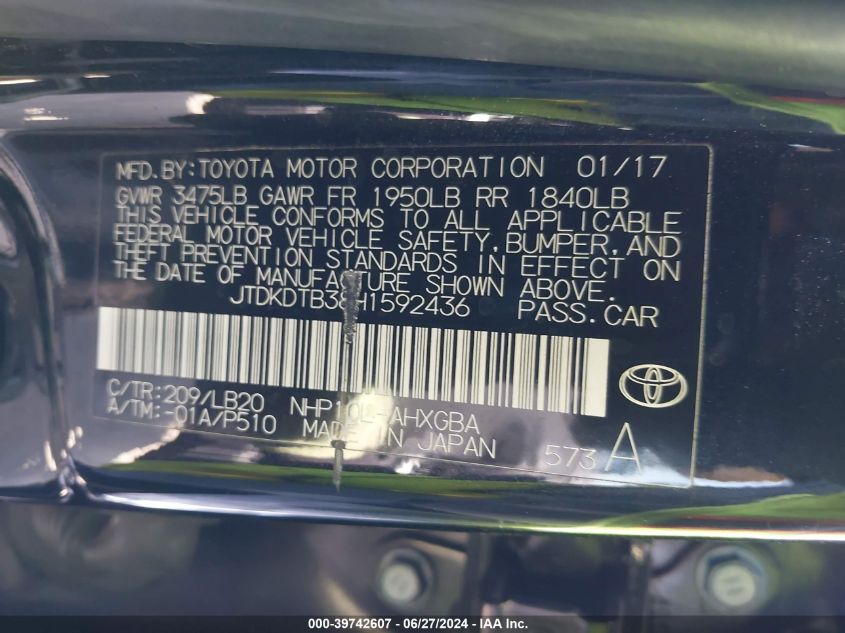 MFD.BY:TOYOTA MOTOR CORPORATION 01/17
GVWR 3475LB GAWR FR 1950LB RR 1840LB
THIS VEHICLE CONFORMS TO ALL APPLICABLE
FEDERAL MOTOR VEHICLE SAFETY, BUMPER, AND
THEFT PREVENTION STANDARDS IN EFFECT ON
THE DATE OF MANUFACTURE SHOWN ABOVE.
PASS.CAR
C/TR:209/LB20
A/TM:-01A/P510
MADE IN JAPAN
573 A
000-39742607 - 06/27/2024 - IAA Inc.